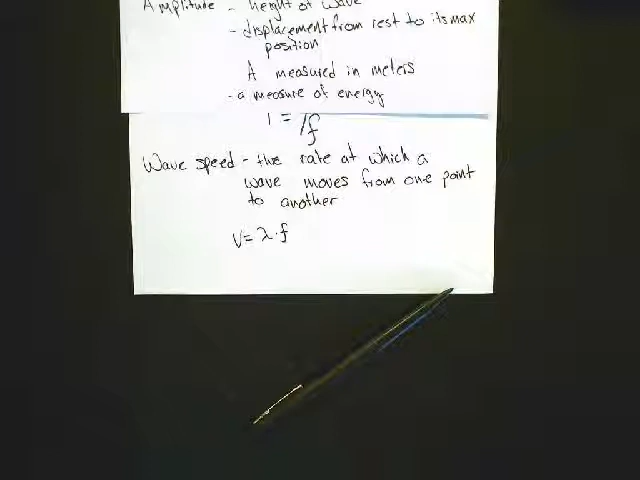 Amplitude - height of wave
- displacement from rest to its max
position
A measured in meters
- a measure of energy
1 = /f
Wave speed - the rate at which a
wave moves from one point
to another
V = λ · f